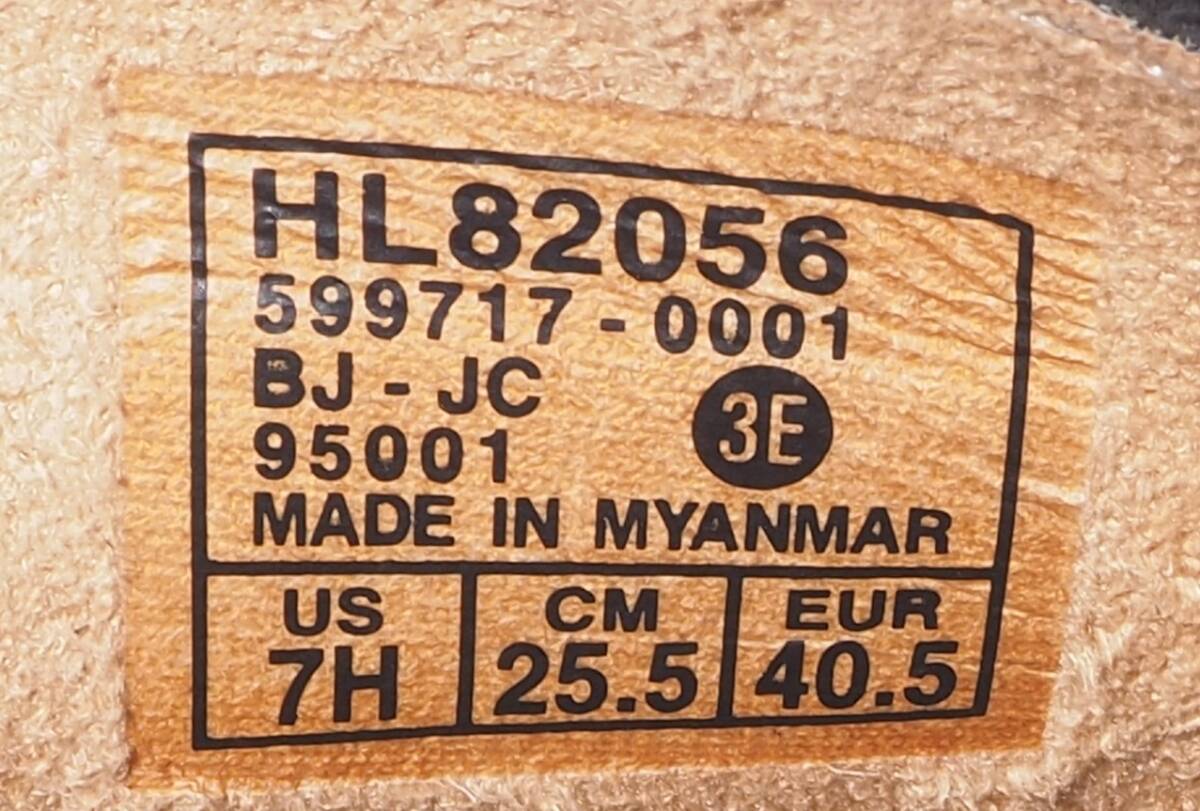 HL82056
599717 - 0001
BJ - JC
3E
95001
MADE IN MYANMAR
US CM EUR
7H 25.5 40.5